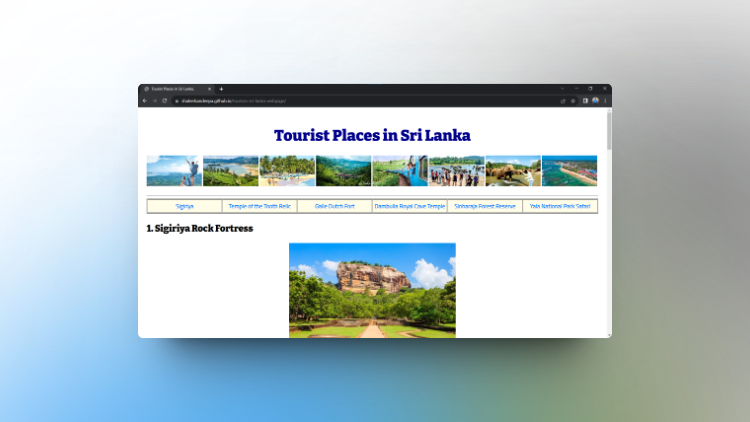 Tourist Places in Sri Lanka
Tourist Places in Sri Lanka
Sigiriya
Temple of the Tooth Relic
Galle Dutch Fort
Dambulla Royal Cave Temple
Sinharaja Forest Reserve
Yala National Park Safari
1. Sigiriya Rock Fortress